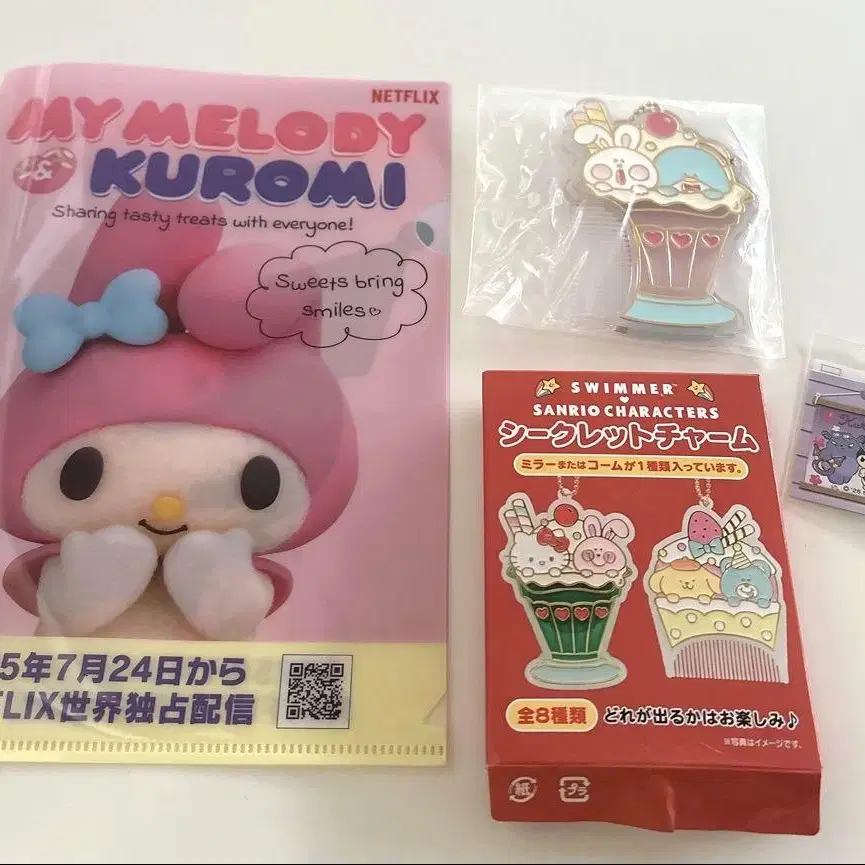 NETFLIX
MY MELODY
& KUROMI
Sharing tasty treats with everyone!
Sweets bring
smiles♡
5年7月24日から
LIX世界独占配信
SWIMMER™
SANRIO CHARACTERS
シークレットチャーム
ミラーまたはコームが1種類入っています。
全8種類 どれが出るかはお楽しみ♪
※写真はイメージです。
紙 プラ